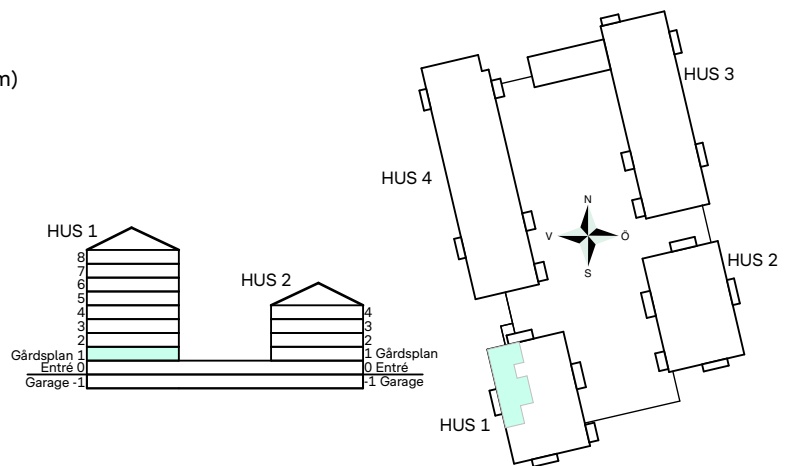 m)
HUS 1
8
7
6
5
4
3
2
Gårdsplan 1
Entré 0
Garage -1
HUS 2
4
3
2
1 Gårdsplan
0 Entré
-1 Garage
HUS 3
HUS 4
N
V
Ö
S
HUS 2
HUS 1